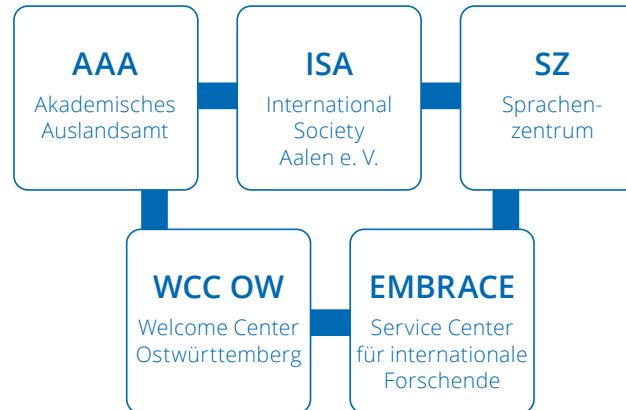 AAA
Akademisches
Auslandsamt
ISA
International
Society
Aalen e. V.
SZ
Sprachen-
zentrum
WCC OW
Welcome Center
Ostwürttemberg
EMBRACE
Service Center
für internationale
Forschende